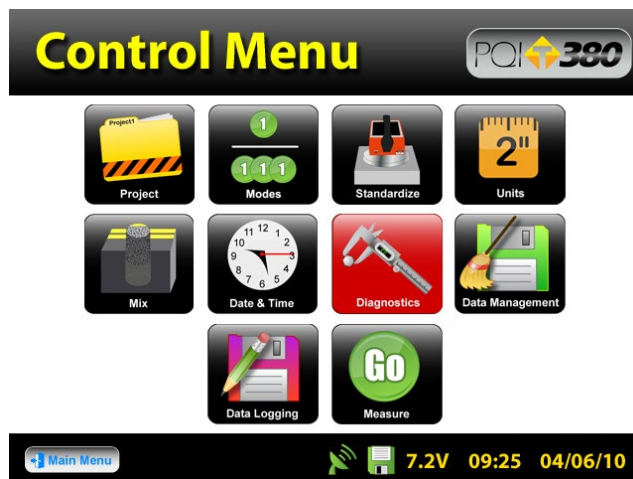 Control Menu
PQI T 380
Project1
Project
1
1 1 1
Modes
Standardize
2"
Units
Mix
12 1 2 3 4 5 6 7 8 9 10 11
Date & Time
Diagnostics
Data Management
Data Logging
Go
Measure
Main Menu
7.2V 09:25 04/06/10